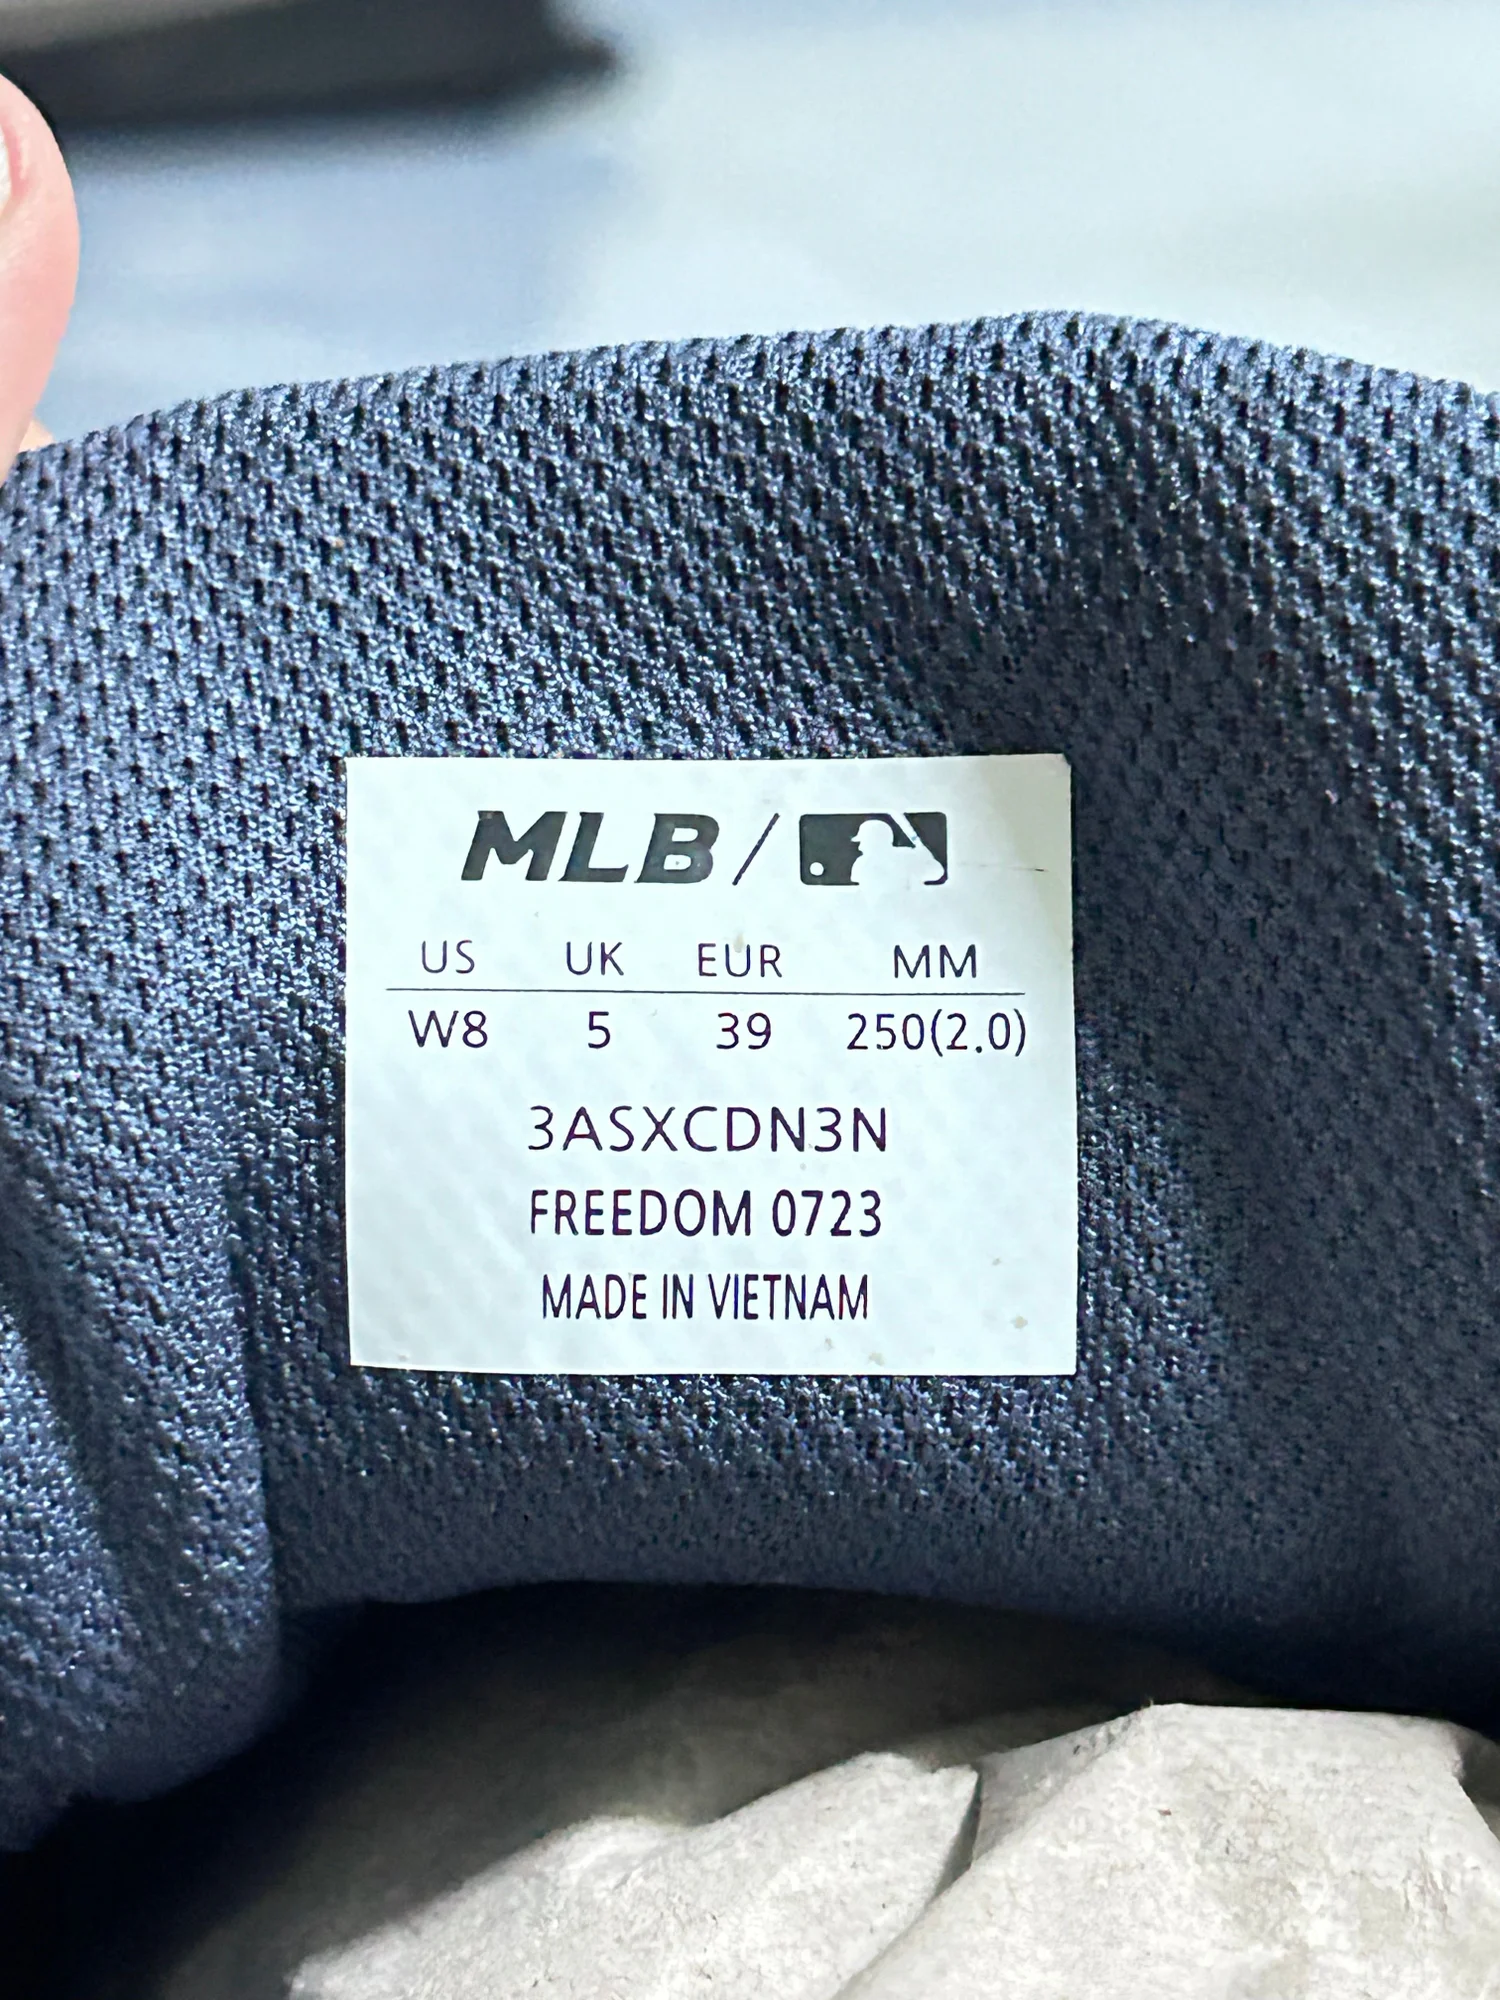 MLB /
US UK EUR MM
W8 5 39 250(2.0)
3ASXCDN3N
FREEDOM 0723
MADE IN VIETNAM